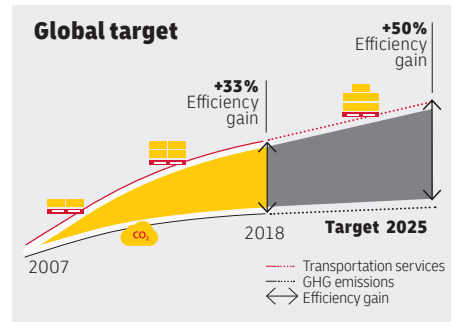 Global target
+50%
Efficiency
gain
+33%
Efficiency
gain
CO₂
2007
2018
Target 2025
Transportation services
GHG emissions
Efficiency gain